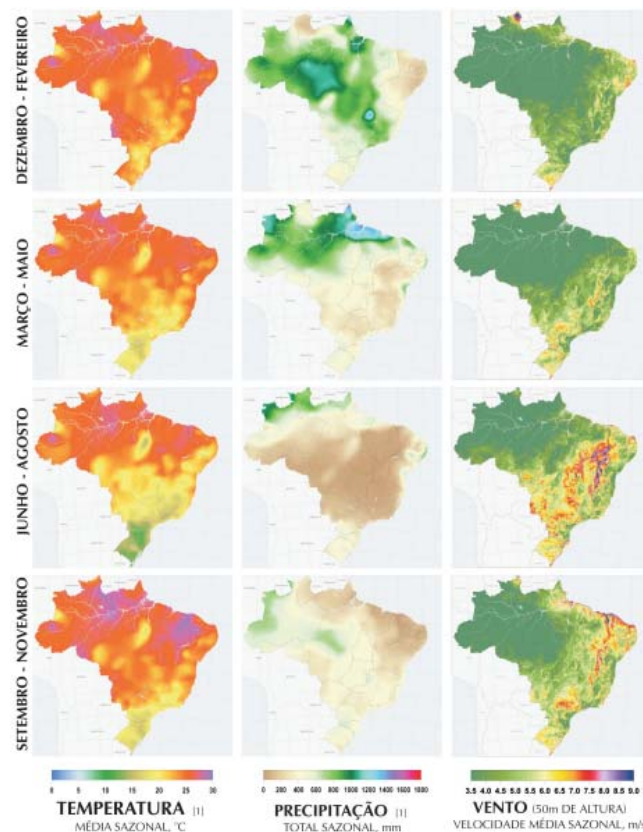 DEZEMBRO - FEVEREIRO
MARÇO - MAIO
JUNHO - AGOSTO
SETEMBRO - NOVEMBRO
0 5 10 15 20 25 30
TEMPERATURA [1]
MÉDIA SAZONAL, °C
0 200 400 600 800 1000 1200 1400 1600 1800
PRECIPITAÇÃO [1]
TOTAL SAZONAL, mm
3.5 4.0 4.5 5.0 5.5 6.0 6.5 7.0 7.5 8.0 8.5 9.0
VENTO (50m DE ALTURA)
VELOCIDADE MÉDIA SAZONAL, m/s